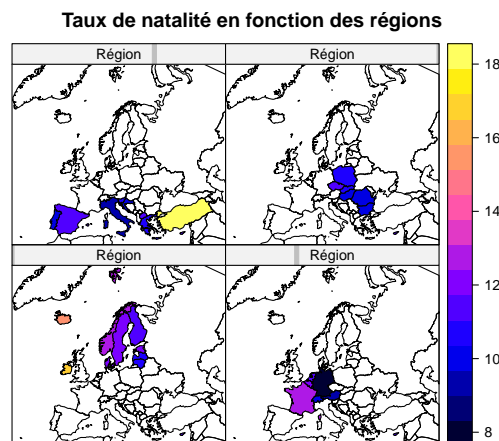 Taux de natalité en fonction des régions
Région
Région
Région
Région
18
16
14
12
10
8